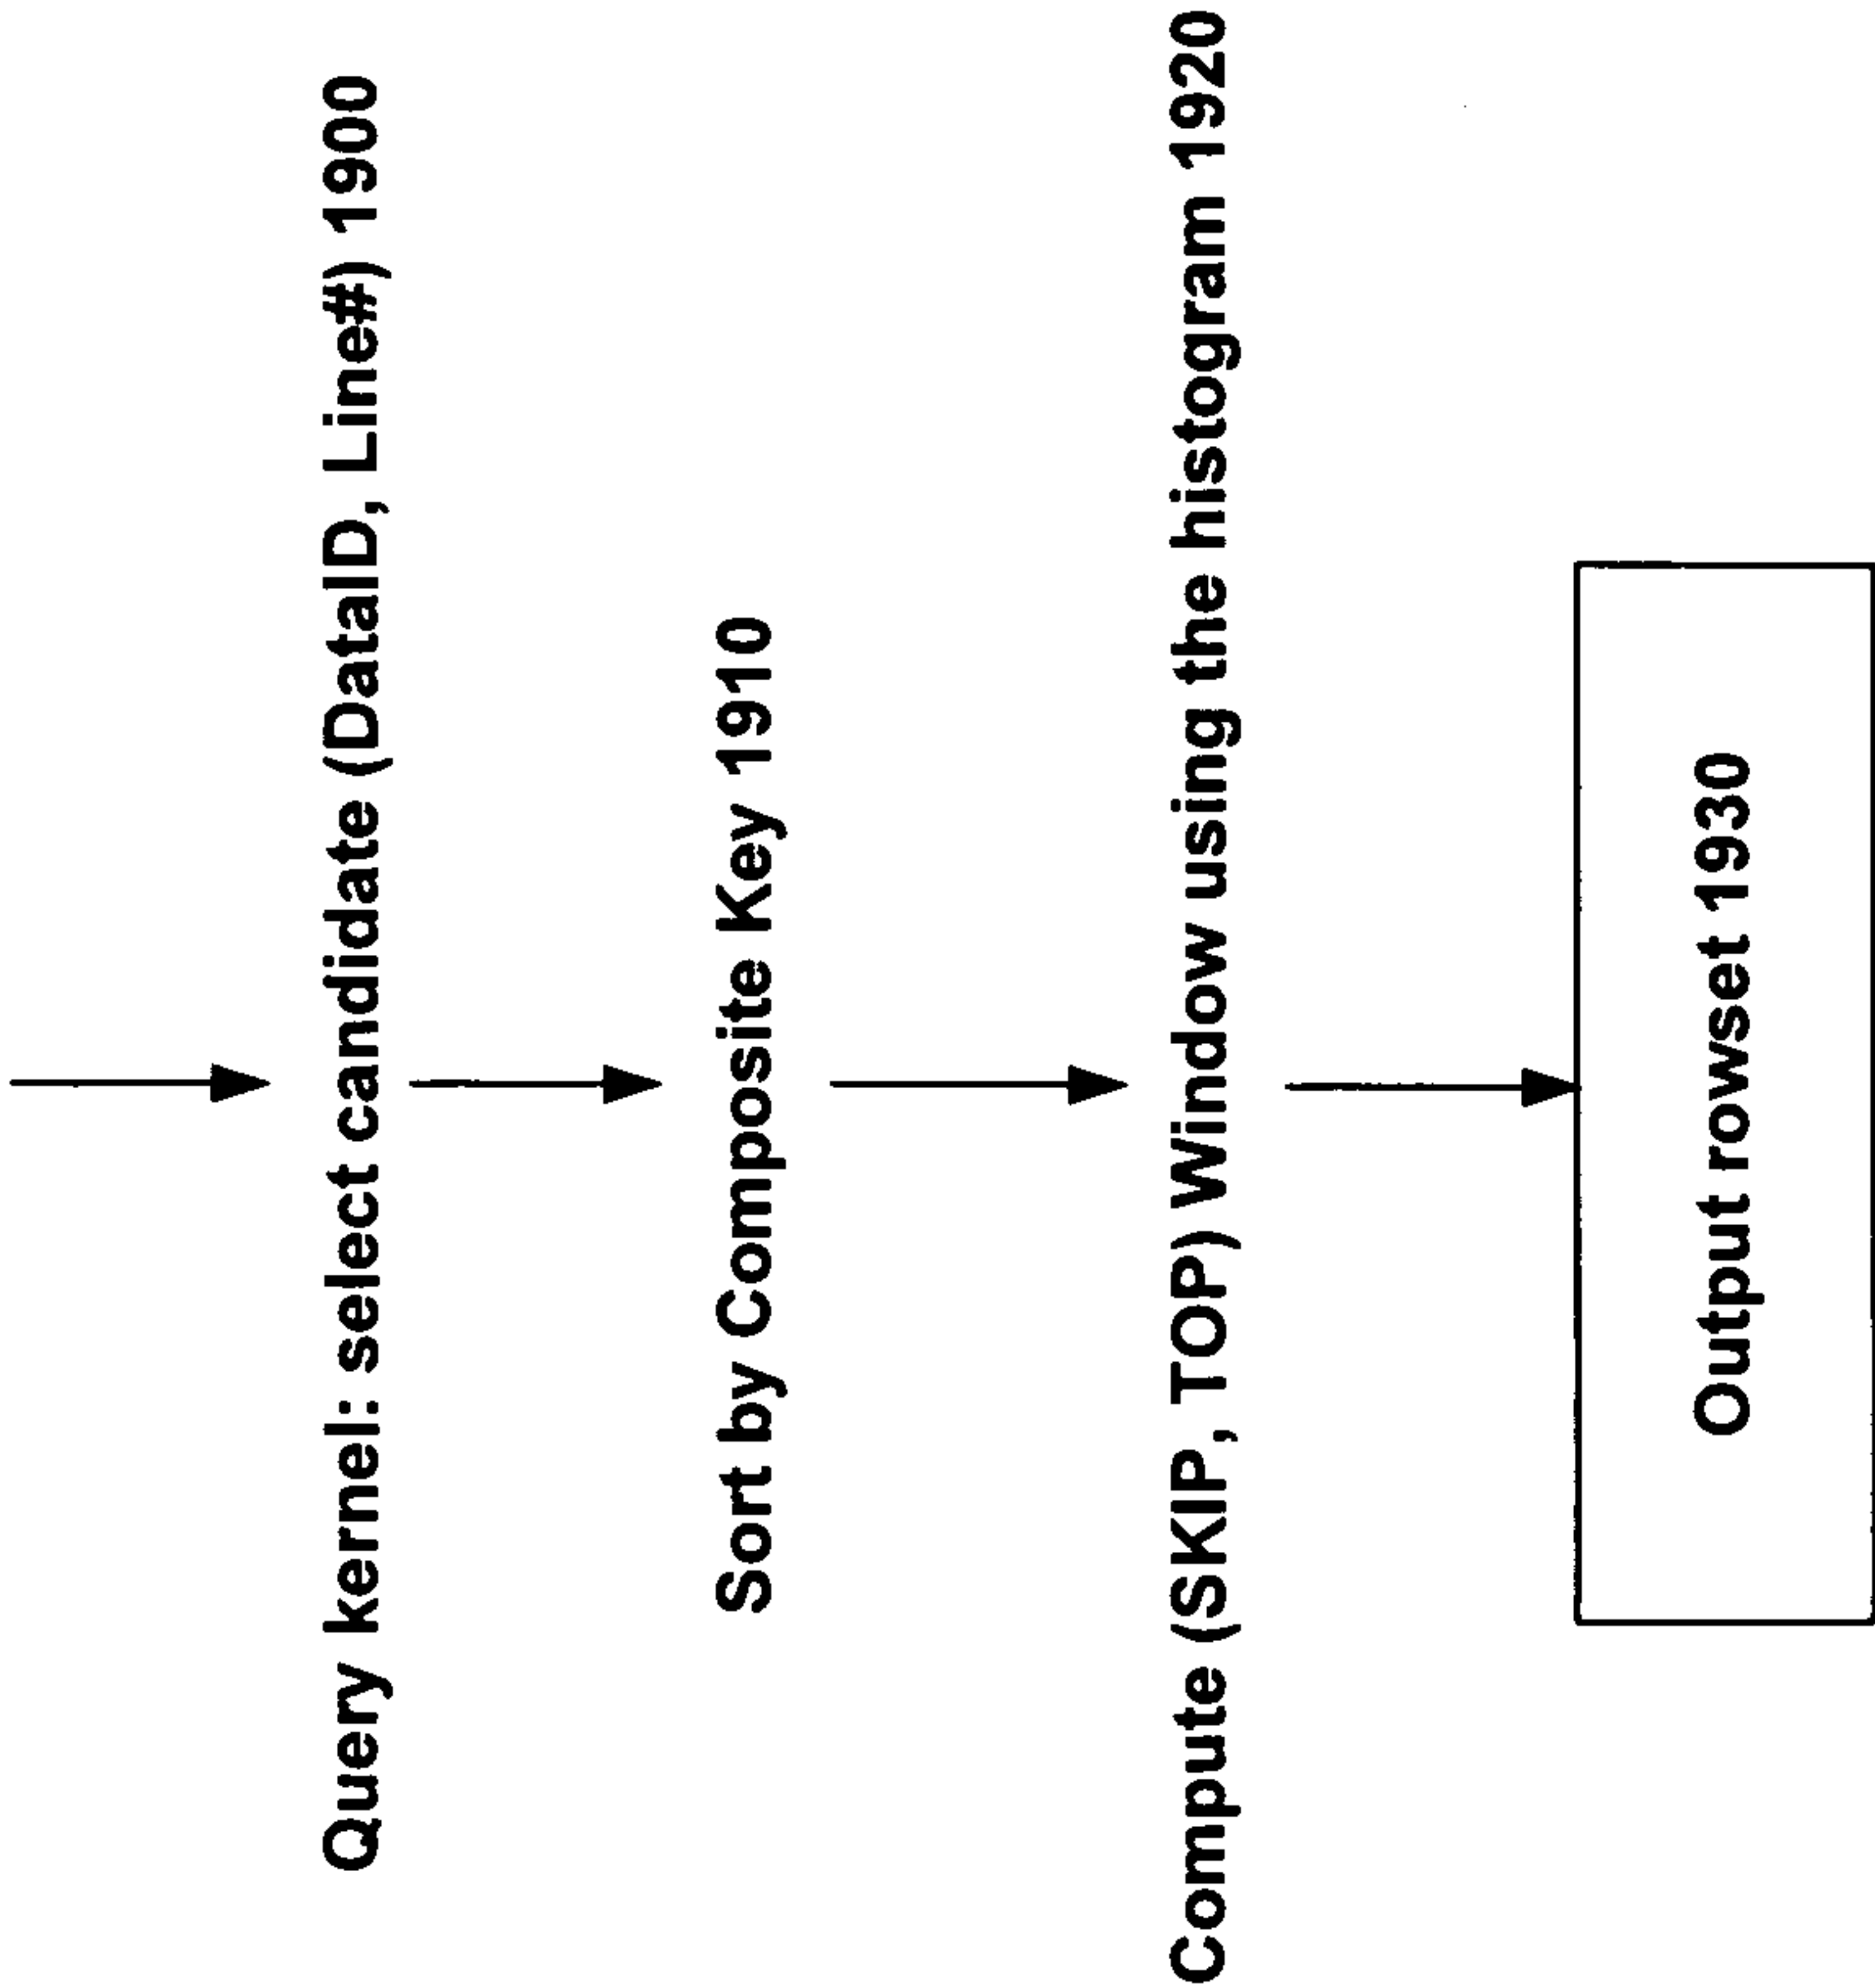 Query kernel: select candidate (DataID, Line#) 1900
Sort by Composite Key 1910
Compute (SKIP, TOP) Window using the histogram 1920
Output rowset 1930